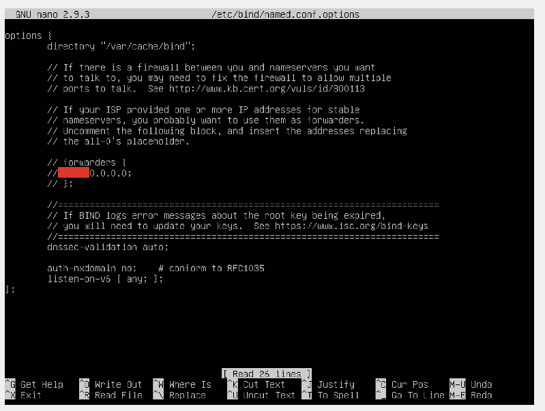 GNU nano 2.9.3 /etc/bind/named.conf.options
options {
directory "/var/cache/bind";
// If there is a firewall between you and nameservers you want
// to talk to, you may need to fix the firewall to allow multiple
// ports to talk. See http://www.kb.cert.org/vuls/id/800113
// If your ISP provided one or more IP addresses for stable
// nameservers, you probably want to use them as forwarders.
// Uncomment the following block, and insert the addresses replacing
// the all-0's placeholder.
// forwarders {
// 0.0.0.0;
// };
//========================================================================
// If BIND logs error messages about the root key being expired,
// you will need to update your keys. See https://www.isc.org/bind-keys
//========================================================================
dnssec-validation auto;
auth-nxdomain no; # conform to RFC1035
listen-on-v6 { any; };
};
[ Read 26 lines ]
^G Get Help ^O Write Out ^W Where Is ^K Cut Text ^J Justify ^C Cur Pos M-U Undo
^X Exit ^R Read File ^\ Replace ^U Uncut Text ^T To Spell ^_ Go To Line M-E Redo